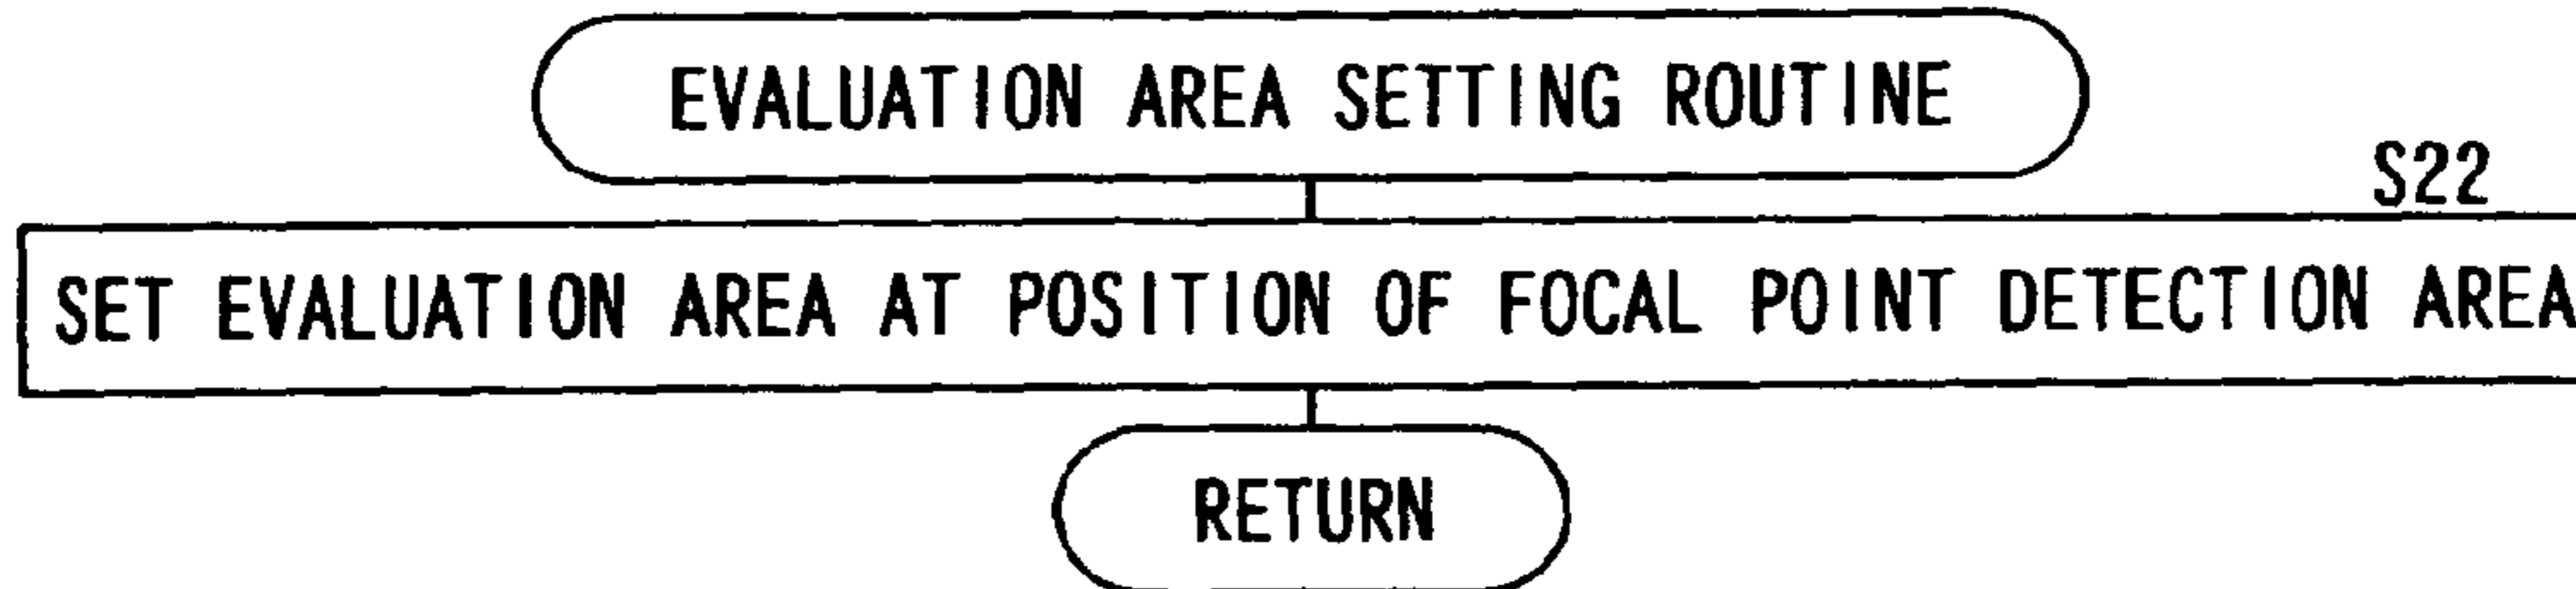 EVALUATION AREA SETTING ROUTINE
S22
SET EVALUATION AREA AT POSITION OF FOCAL POINT DETECTION AREA
RETURN